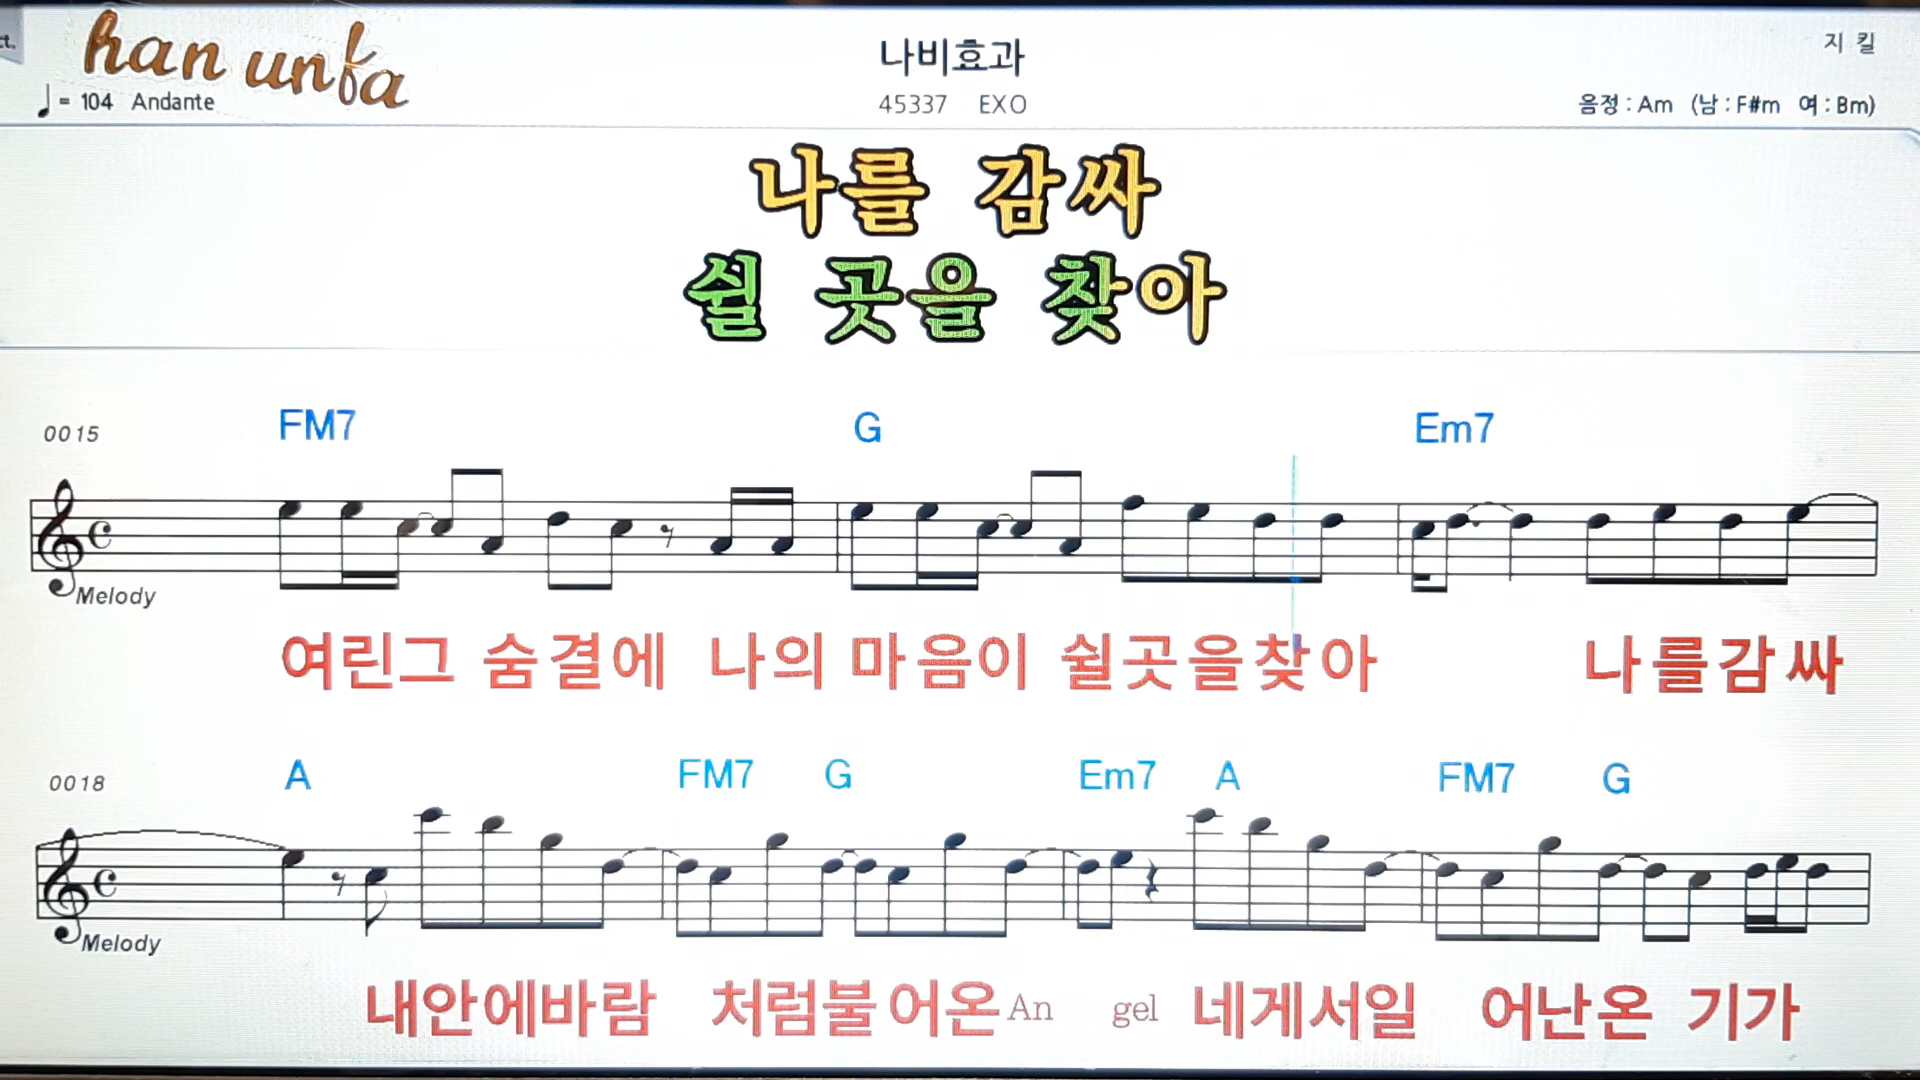 ct.
han unfa
나비효과
지 킬
= 104 Andante
45337 EXO
음정 : Am (남 : F#m 여 : Bm)
나를 감싸
쉴 곳을 찾아
0015 FM7 G Em7
Melody
여린그 숨결에 나의 마음이 쉴곳을찾아 나를감싸
0018 A FM7 G Em7 A FM7 G
Melody
내안에바람 처럼불어온 An gel 네게서일 어난온 기가